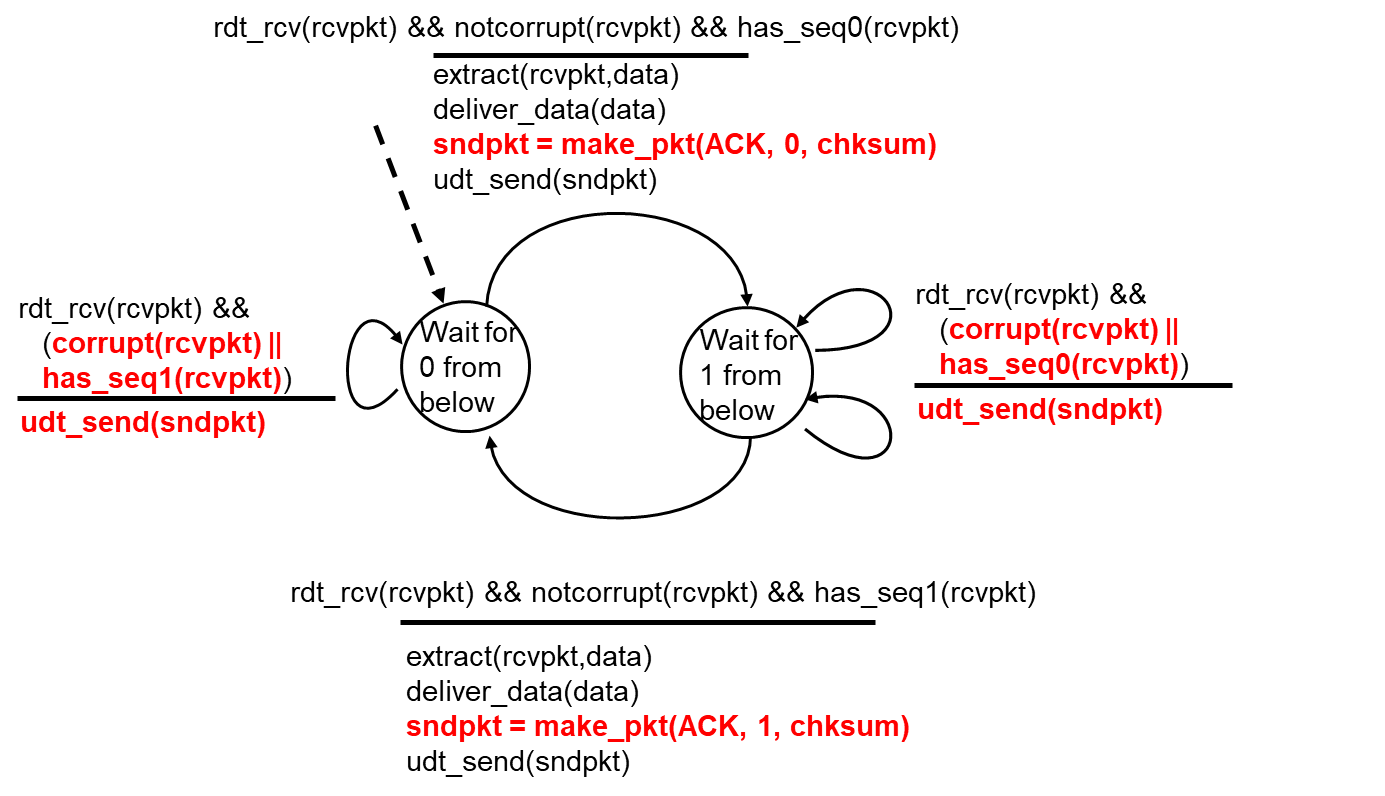 rdt_rcv(rcvpkt) && notcorrupt(rcvpkt) && has_seq0(rcvpkt)
extract(rcvpkt,data)
deliver_data(data)
sndpkt = make_pkt(ACK, 0, chksum)
udt_send(sndpkt)
rdt_rcv(rcvpkt) &&
(corrupt(rcvpkt) ||
has_seq1(rcvpkt))
udt_send(sndpkt)
Wait for
0 from
below
Wait for
1 from
below
rdt_rcv(rcvpkt) &&
(corrupt(rcvpkt) ||
has_seq0(rcvpkt))
udt_send(sndpkt)
rdt_rcv(rcvpkt) && notcorrupt(rcvpkt) && has_seq1(rcvpkt)
extract(rcvpkt,data)
deliver_data(data)
sndpkt = make_pkt(ACK, 1, chksum)
udt_send(sndpkt)